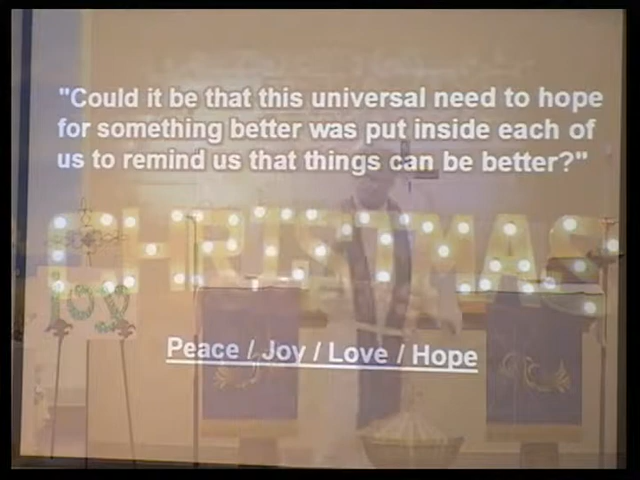 "Could it be that this universal need to hope
for something better was put inside each of
us to remind us that things can be better?"
CHRISTMAS
joy
Peace / Joy / Love / Hope